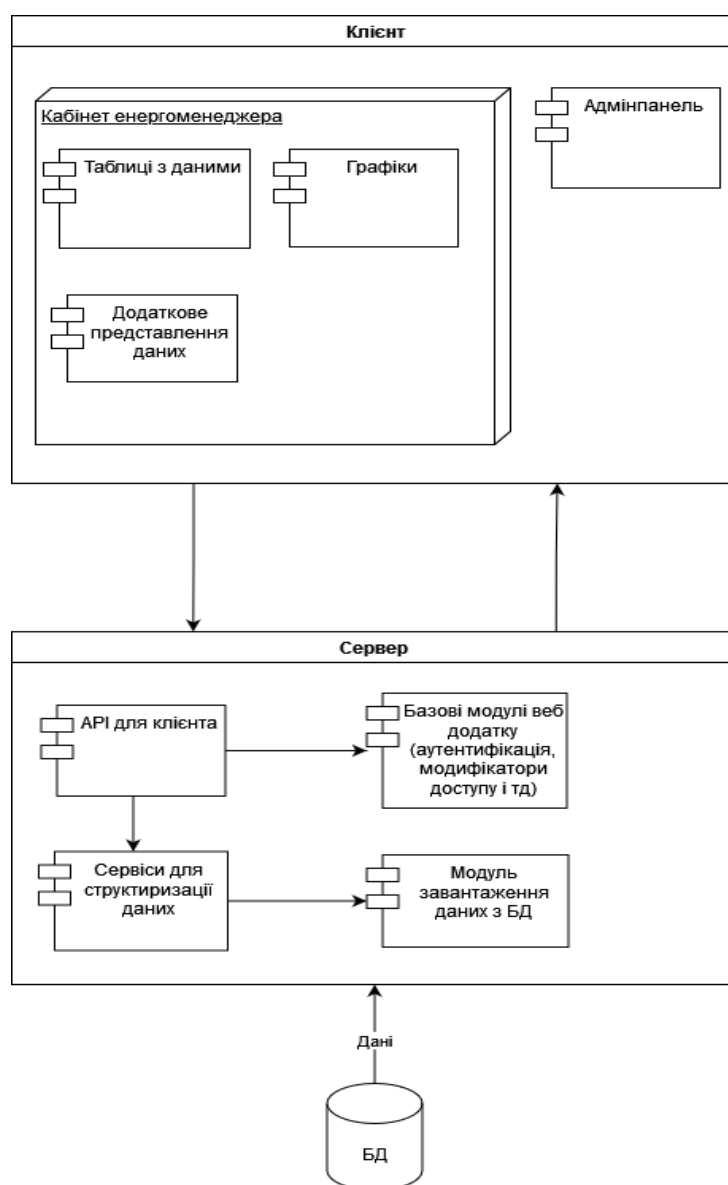 Клієнт
Кабінет енергоменеджера
Адмінпанель
Таблиці з даними
Графіки
Додаткове
представлення
даних
Сервер
API для клієнта
Базові модулі веб
додатку
(аутентифікація,
модифікатори
доступу і тд)
Сервіси для
структиризації
даних
Модуль
завантаження
даних з БД
Дані
БД